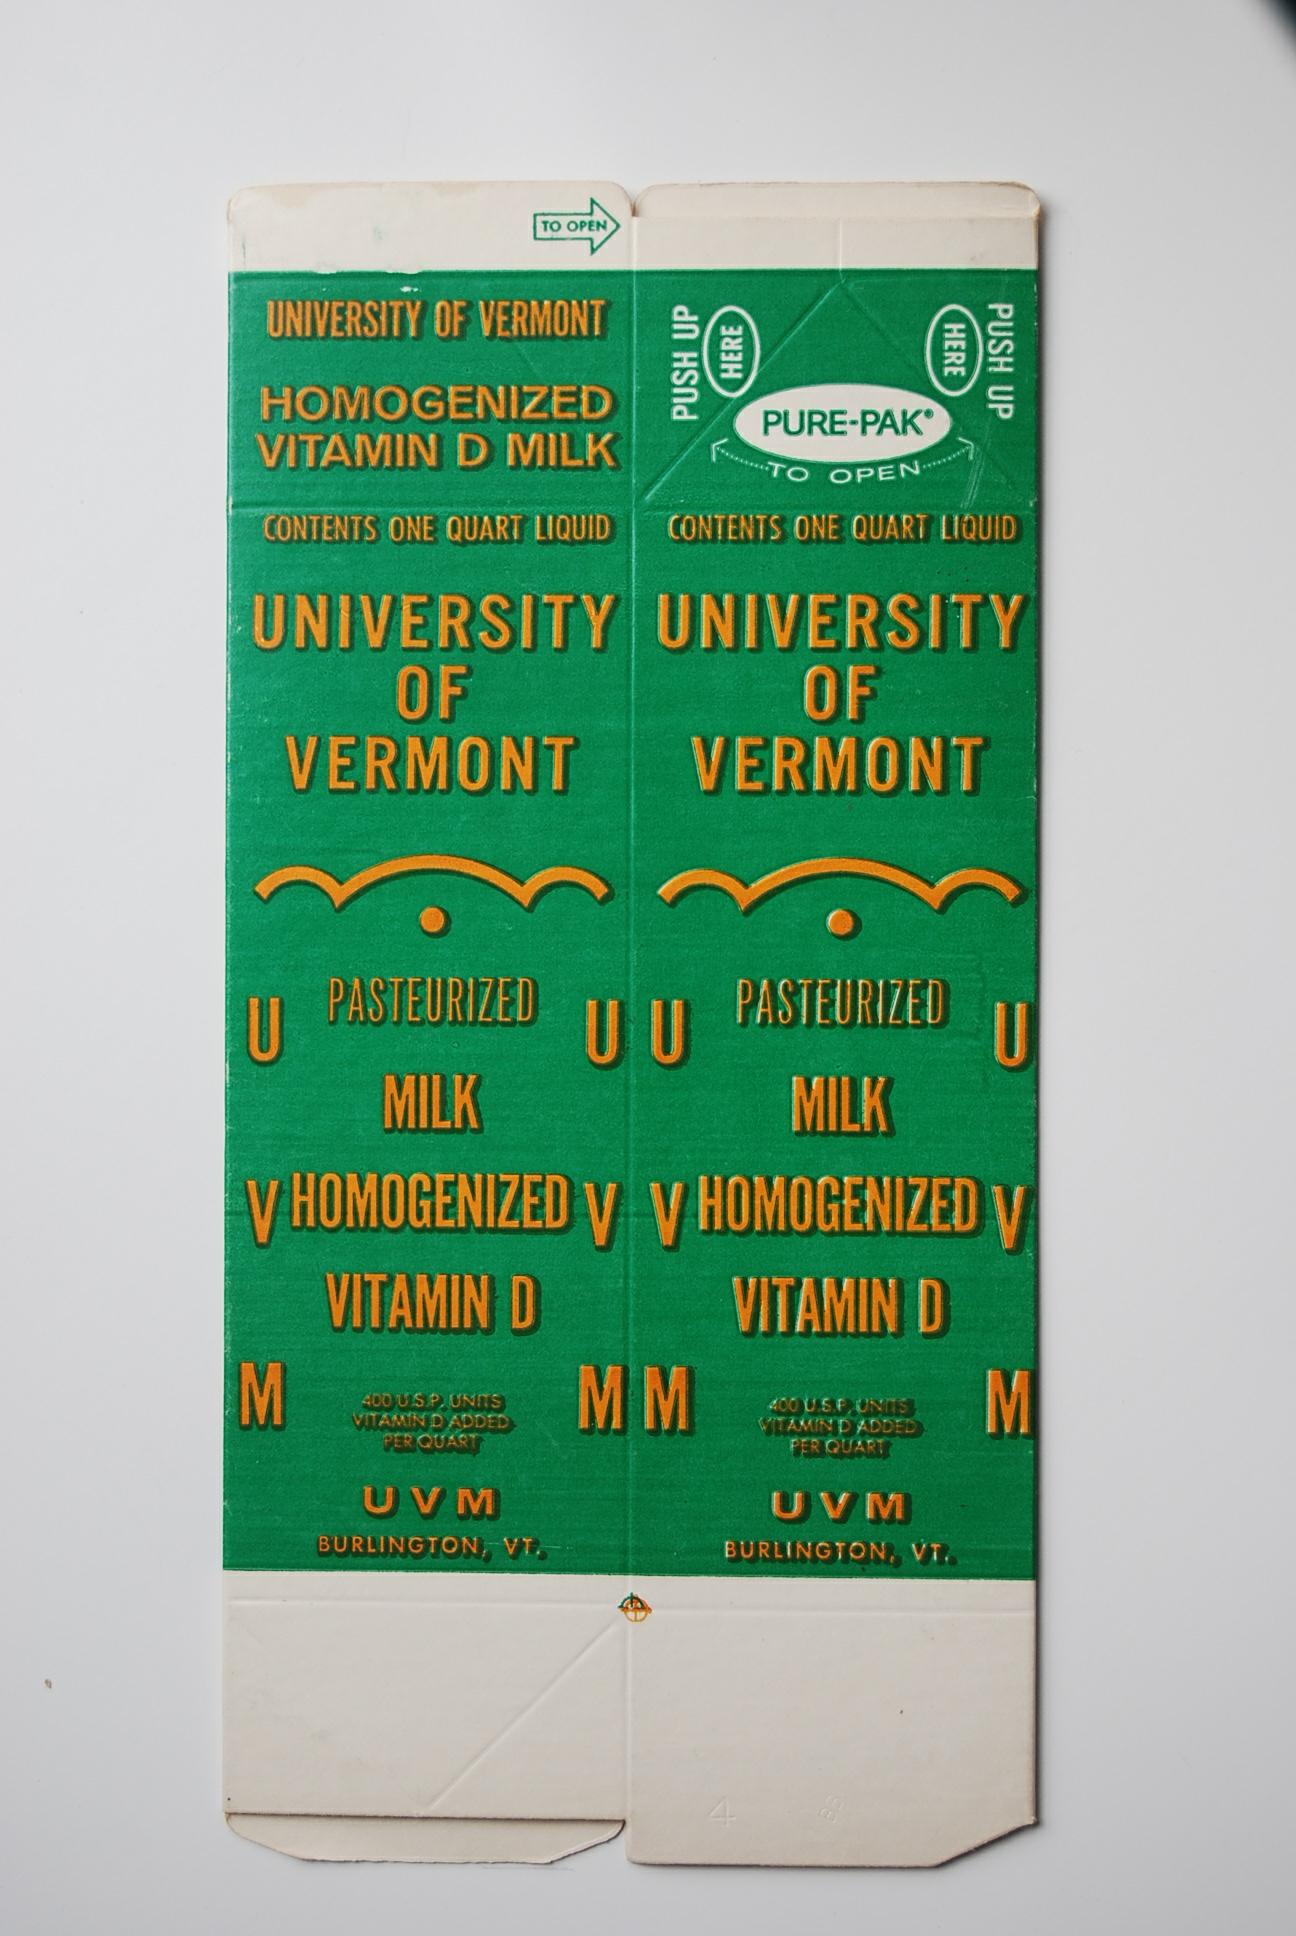 TO OPEN
UNIVERSITY OF VERMONT
HOMOGENIZED
VITAMIN D MILK
CONTENTS ONE QUART LIQUID
UNIVERSITY
OF
VERMONT
PASTEURIZED
U U
MILK
V HOMOGENIZED V
VITAMIN D
M M
400 U.S.P. UNITS
VITAMIN D ADDED
PER QUART
UVM
BURLINGTON, VT.
PUSH UP
HERE
HERE
PUSH UP
PURE-PAK®
TO OPEN
CONTENTS ONE QUART LIQUID
UNIVERSITY
OF
VERMONT
PASTEURIZED
U U
MILK
V HOMOGENIZED V
VITAMIN D
M M
400 U.S.P. UNITS
VITAMIN D ADDED
PER QUART
UVM
BURLINGTON, VT.
4